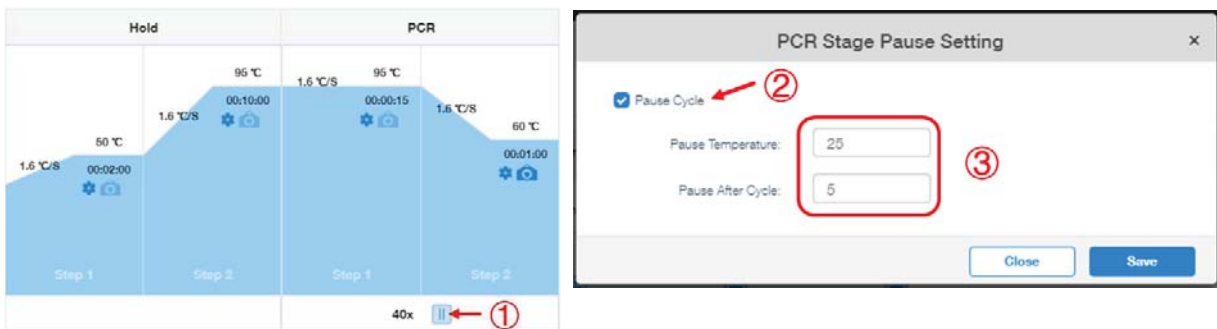 Hold
PCR
95 ℃
95 ℃
1.6 ℃/S
00:10:00
00:00:15
1.6 ℃/S
1.6 ℃/S
60 ℃
50 ℃
00:01:00
1.6 ℃/S
00:02:00
Step 1
Step 2
Step 1
Step 2
40x
①
PCR Stage Pause Setting
×
Pause Cycle
②
Pause Temperature:
25
③
Pause After Cycle:
5
Close
Save